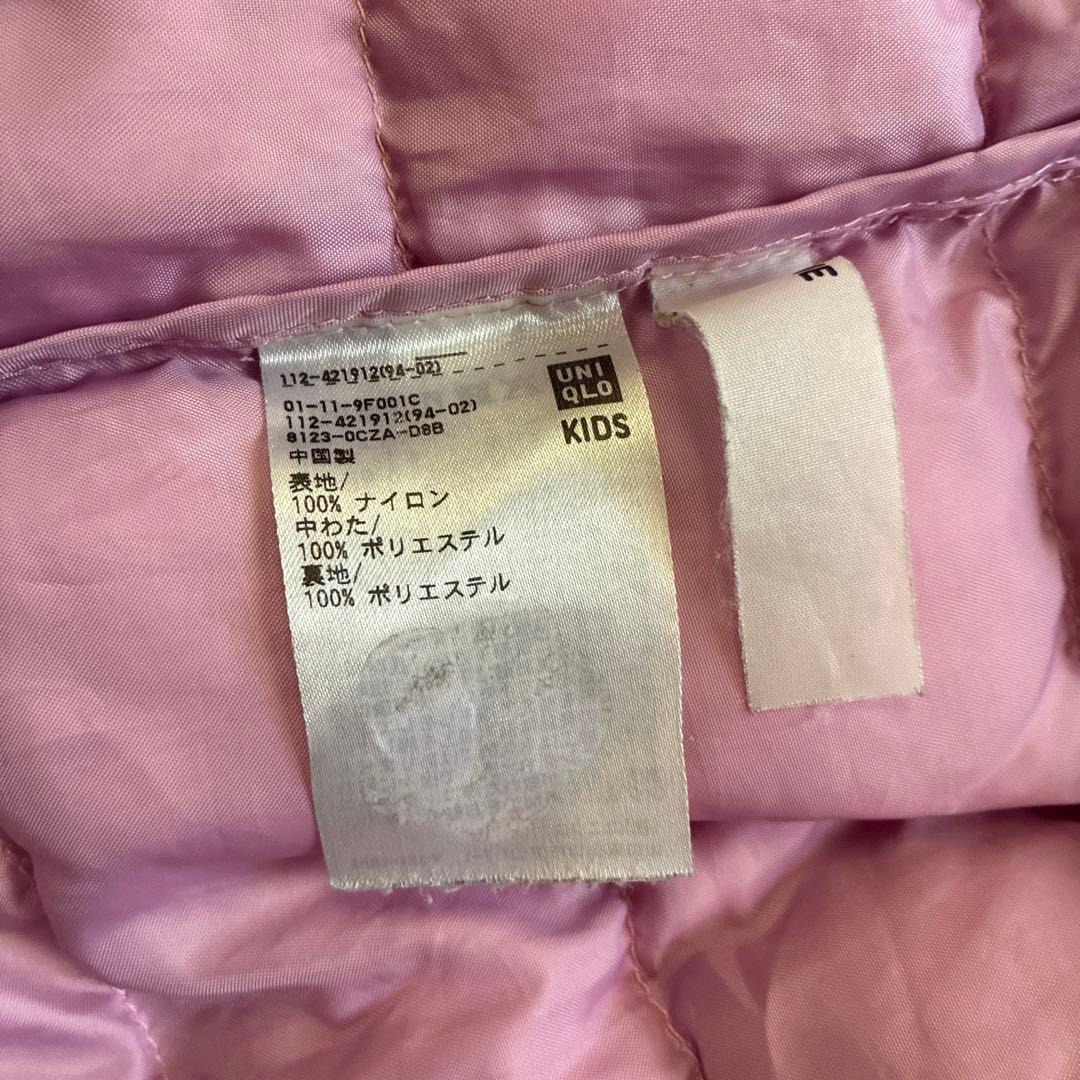 112-421912(94-02)
UNI
QLO
KIDS
01-11-9F001C
112-421912(94-02)
8123-0CZA-D8B
中国製
表地/
100% ナイロン
中わた/
100% ポリエステル
裏地/
100% ポリエステル
E